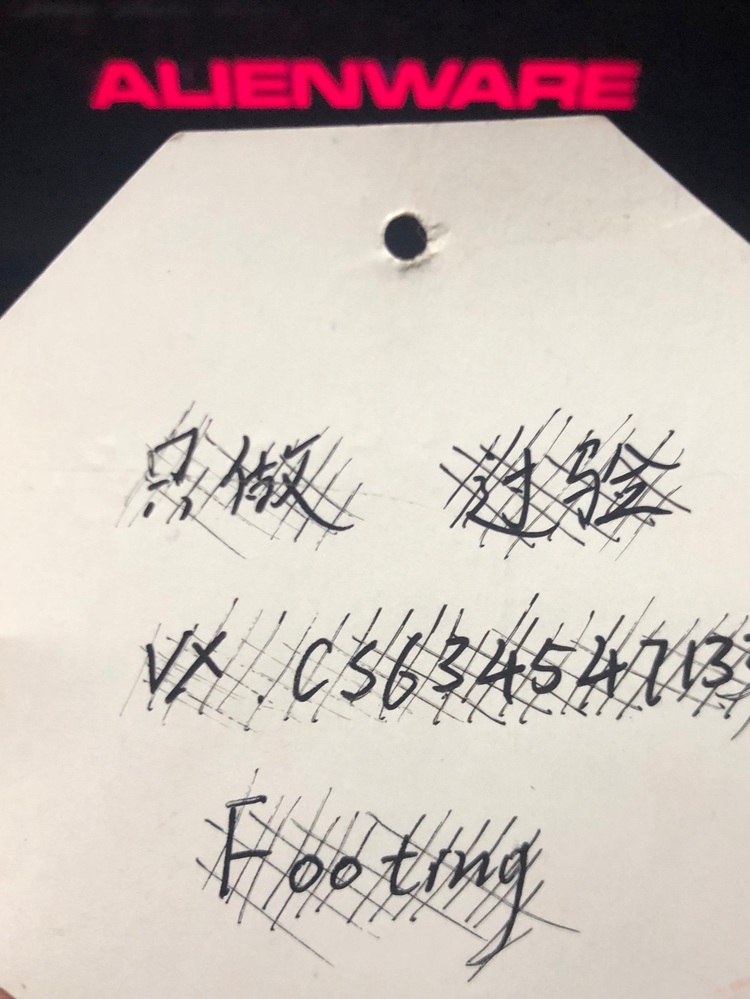 ALIENWARE
只做 过验
VX.CS63454713
Footing